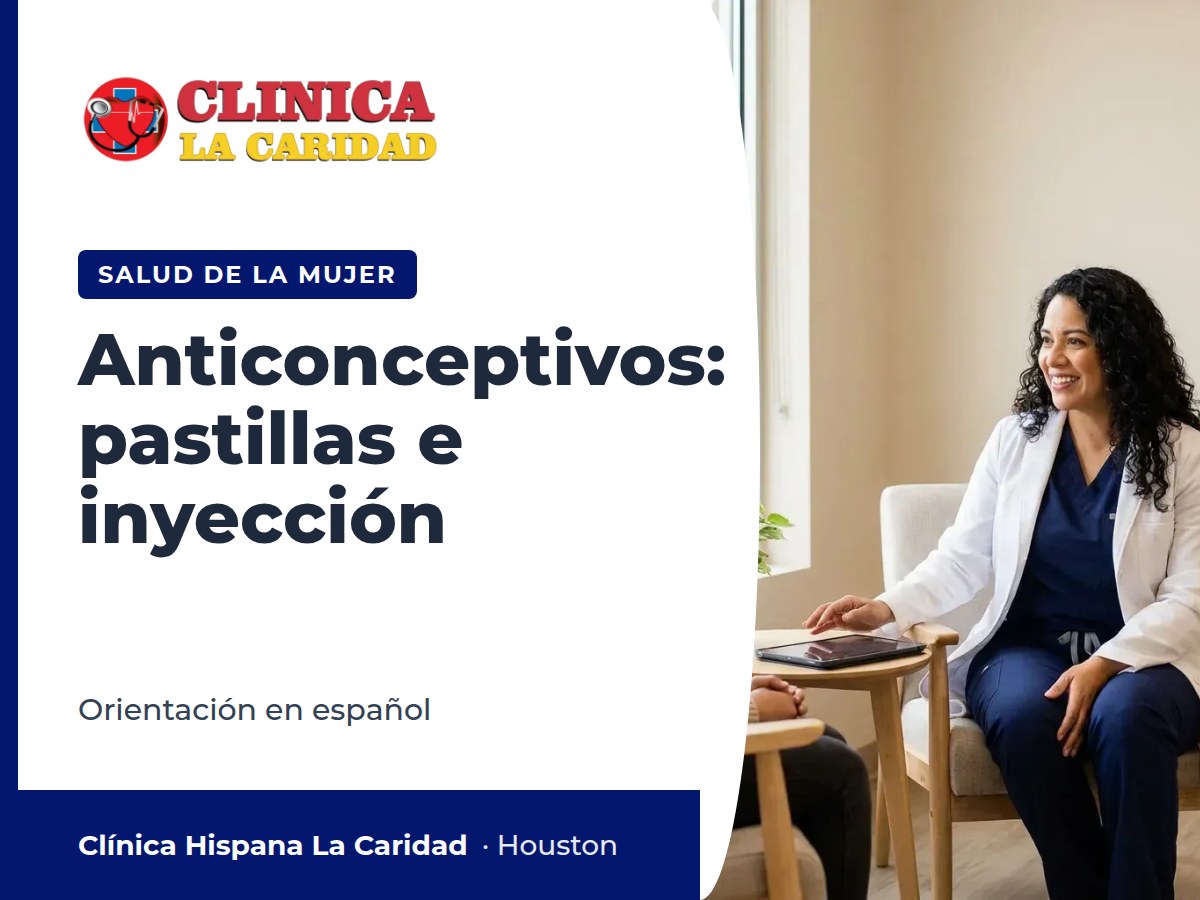 CLINICA
LA CARIDAD
SALUD DE LA MUJER
Anticonceptivos:
pastillas e
inyección
Orientación en español
Clínica Hispana La Caridad · Houston